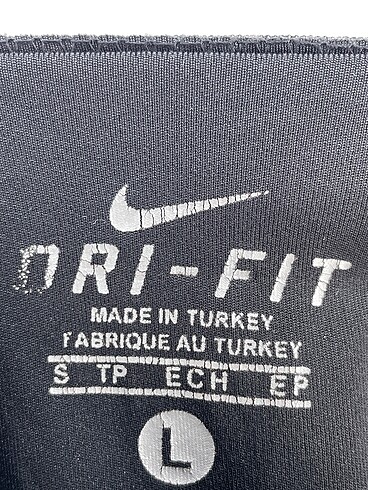 DRI-FIT
MADE IN TURKEY
FABRIQUE AU TURKEY
S TP ECH EP
L